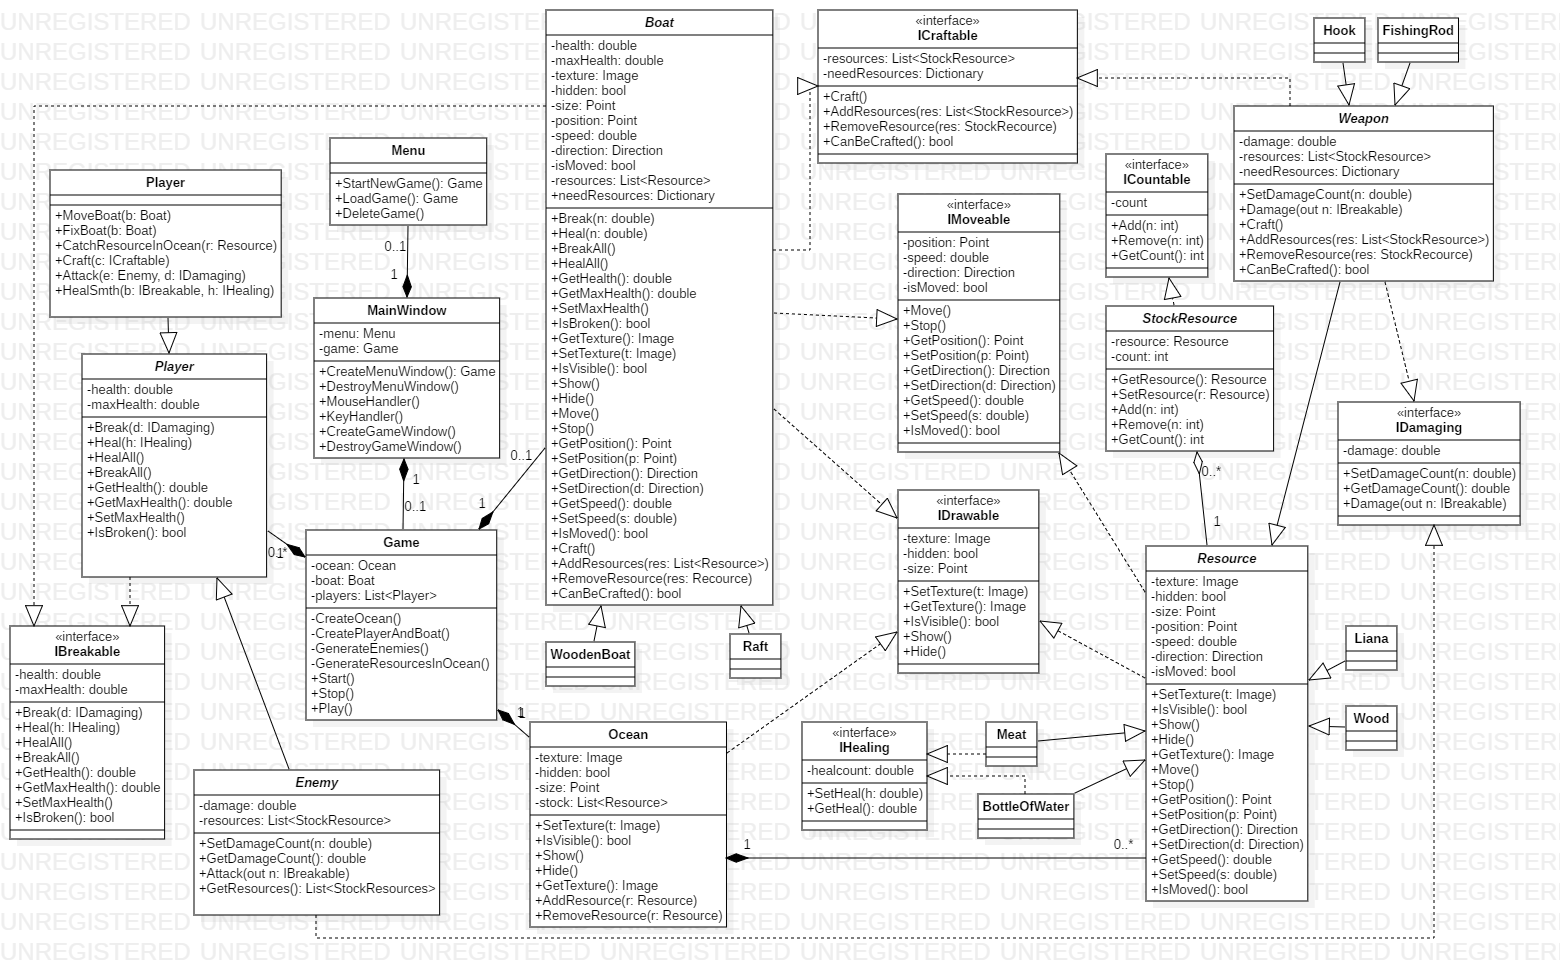 Boat
-health: double
-maxHealth: double
-texture: Image
-hidden: bool
-size: Point
-position: Point
-speed: double
-direction: Direction
-isMoved: bool
-resources: List<Resource>
+needResources: Dictionary
+Break(n: double)
+Heal(n: double)
+BreakAll()
+HealAll()
+GetHealth(): double
+GetMaxHealth(): double
+SetMaxHealth()
+IsBroken(): bool
+GetTexture(): Image
+SetTexture(t: Image)
+IsVisible(): bool
+Show()
+Hide()
+Move()
+Stop()
+GetPosition(): Point
+SetPosition(p: Point)
+GetDirection(): Direction
+SetDirection(d: Direction)
+GetSpeed(): double
+SetSpeed(s: double)
+IsMoved(): bool
+Craft()
+AddResources(res: List<Resource>)
+RemoveResource(res: Recource)
+CanBeCrafted(): bool
«interface»
ICraftable
-resources: List<StockResource>
-needResources: Dictionary
+Craft()
+AddResources(res: List<StockResource>)
+RemoveResource(res: StockRecource)
+CanBeCrafted(): bool
Hook
FishingRod
Weapon
-damage: double
-resources: List<StockResource>
-needResources: Dictionary
+SetDamageCount(n: double)
+Damage(out n: IBreakable)
+Craft()
+AddResources(res: List<StockResource>)
+RemoveResource(res: StockRecource)
+CanBeCrafted(): bool
Menu
+StartNewGame(): Game
+LoadGame(): Game
+DeleteGame()
0..1
1
Player
+MoveBoat(b: Boat)
+FixBoat(b: Boat)
+CatchResourceInOcean(r: Resource)
+Craft(c: ICraftable)
+Attack(e: Enemy, d: IDamaging)
+HealSmth(b: IBreakable, h: IHealing)
«interface»
ICountable
-count
+Add(n: int)
+Remove(n: int)
+GetCount(): int
«interface»
IMoveable
-position: Point
-speed: double
-direction: Direction
-isMoved: bool
+Move()
+Stop()
+GetPosition(): Point
+SetPosition(p: Point)
+GetDirection(): Direction
+SetDirection(d: Direction)
+GetSpeed(): double
+SetSpeed(s: double)
+IsMoved(): bool
MainWindow
-menu: Menu
-game: Game
+CreateMenuWindow(): Game
+DestroyMenuWindow()
+MouseHandler()
+KeyHandler()
+CreateGameWindow()
+DestroyGameWindow()
1
0..1
0..1
1
StockResource
-resource: Resource
-count: int
+GetResource(): Resource
+SetResource(r: Resource)
+Add(n: int)
+Remove(n: int)
+GetCount(): int
0..*
1
Player
-health: double
-maxHealth: double
+Break(d: IDamaging)
+Heal(h: IHealing)
+HealAll()
+BreakAll()
+GetHealth(): double
+GetMaxHealth(): double
+SetMaxHealth()
+IsBroken(): bool
«interface»
IDamaging
-damage: double
+SetDamageCount(n: double)
+GetDamageCount(): double
+Damage(out n: IBreakable)
«interface»
IDrawable
-texture: Image
-hidden: bool
-size: Point
+SetTexture(t: Image)
+GetTexture(): Image
+IsVisible(): bool
+Show()
+Hide()
Game
-ocean: Ocean
-boat: Boat
-players: List<Player>
-CreateOcean()
-CreatePlayerAndBoat()
-GenerateEnemies()
-GenerateResourcesInOcean()
+Start()
+Stop()
+Play()
Resource
-texture: Image
-hidden: bool
-size: Point
-position: Point
-speed: double
-direction: Direction
-isMoved: bool
+SetTexture(t: Image)
+IsVisible(): bool
+Show()
+Hide()
+GetTexture(): Image
+Move()
+Stop()
+GetPosition(): Point
+SetPosition(p: Point)
+GetDirection(): Direction
+SetDirection(d: Direction)
+GetSpeed(): double
+SetSpeed(s: double)
+IsMoved(): bool
«interface»
IBreakable
-health: double
-maxHealth: double
+Break(d: IDamaging)
+Heal(h: IHealing)
+HealAll()
+BreakAll()
+GetHealth(): double
+GetMaxHealth(): double
+SetMaxHealth()
+IsBroken(): bool
WoodenBoat
Raft
Liana
Wood
Ocean
-texture: Image
-hidden: bool
-size: Point
-stock: List<Resource>
+SetTexture(t: Image)
+IsVisible(): bool
+Show()
+Hide()
+GetTexture(): Image
+AddResource(r: Resource)
+RemoveResource(r: Resource)
«interface»
IHealing
-healcount: double
+SetHeal(h: double)
+GetHeal(): double
Meat
BottleOfWater
1
0..*
Enemy
-damage: double
-resources: List<StockResource>
+SetDamageCount(n: double)
+GetDamageCount(): double
+Attack(out n: IBreakable)
+GetResources(): List<StockResources>
UNREGISTERED